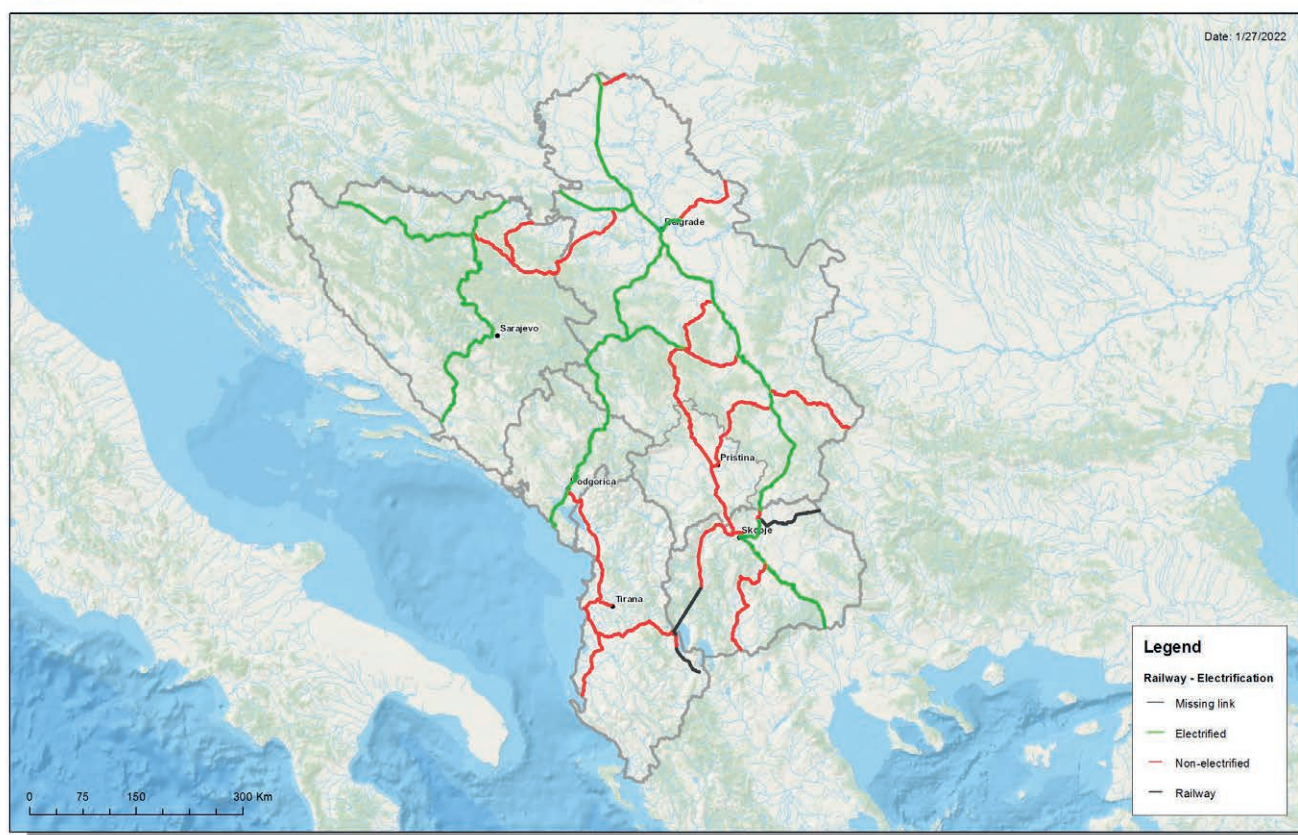 Date: 1/27/2022
Belgrade
Sarajevo
Pristina
Podgorica
Skopje
Tirana
Legend
Railway - Electrification
Missing link
Electrified
Non-electrified
Railway
0 75 150 300 Km